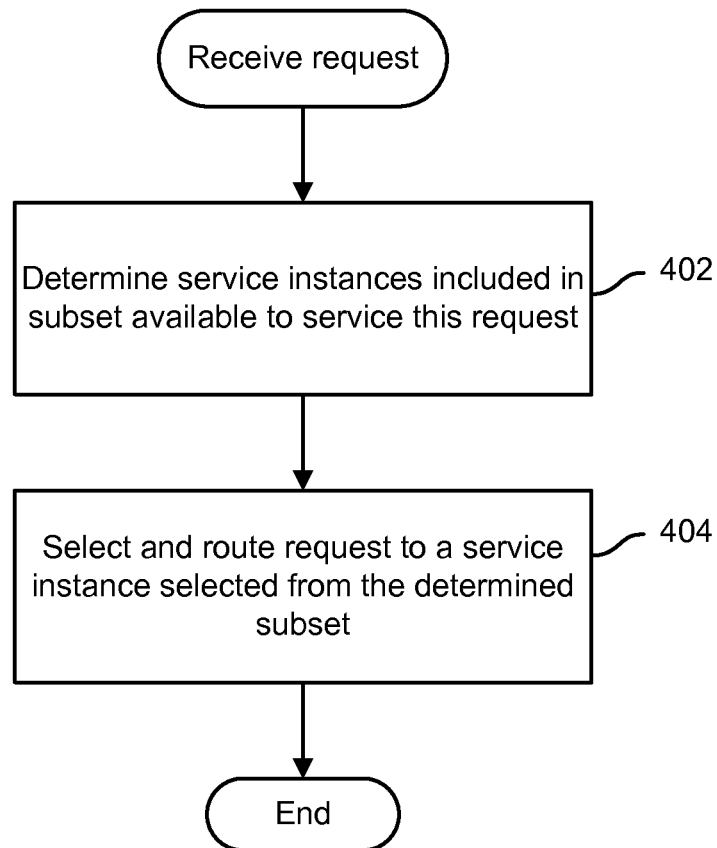 Receive request
Determine service instances included in
subset available to service this request
402
Select and route request to a service
instance selected from the determined
subset
404
End